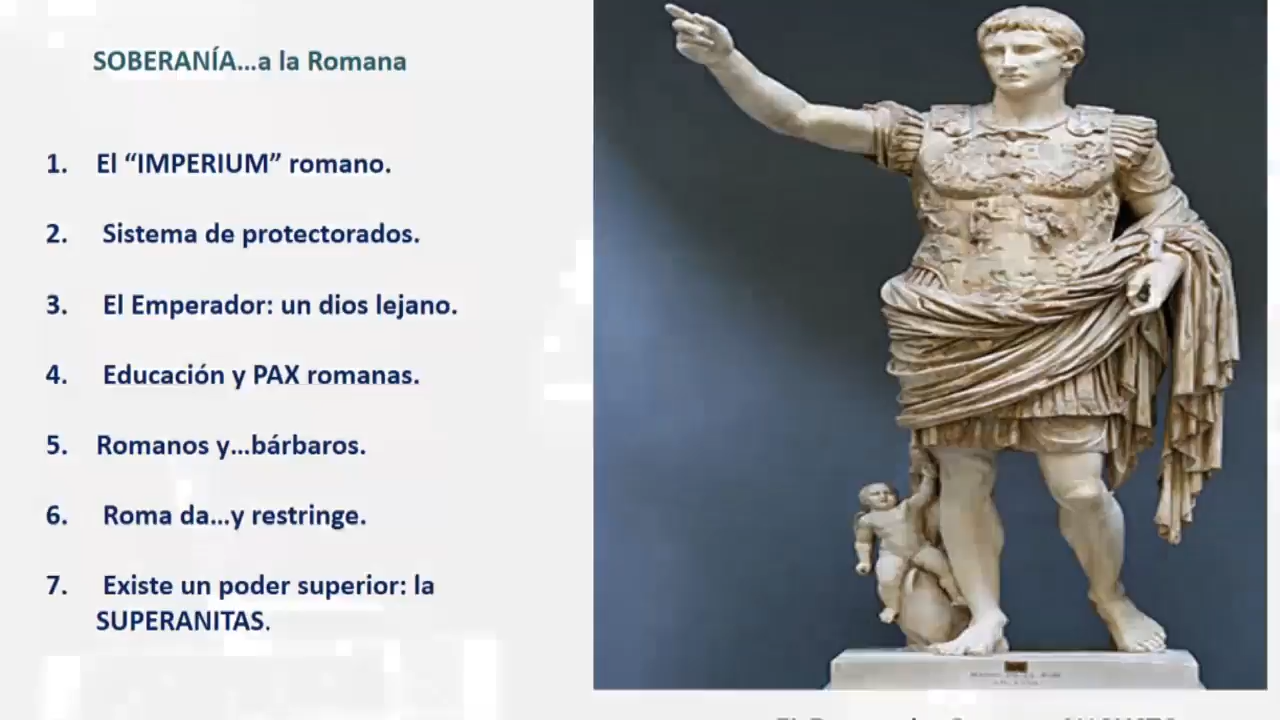 SOBERANÍA...a la Romana
1. El “IMPERIUM” romano.
2. Sistema de protectorados.
3. El Emperador: un dios lejano.
4. Educación y PAX romanas.
5. Romanos y...bárbaros.
6. Roma da...y restringe.
7. Existe un poder superior: la
SUPERANITAS.